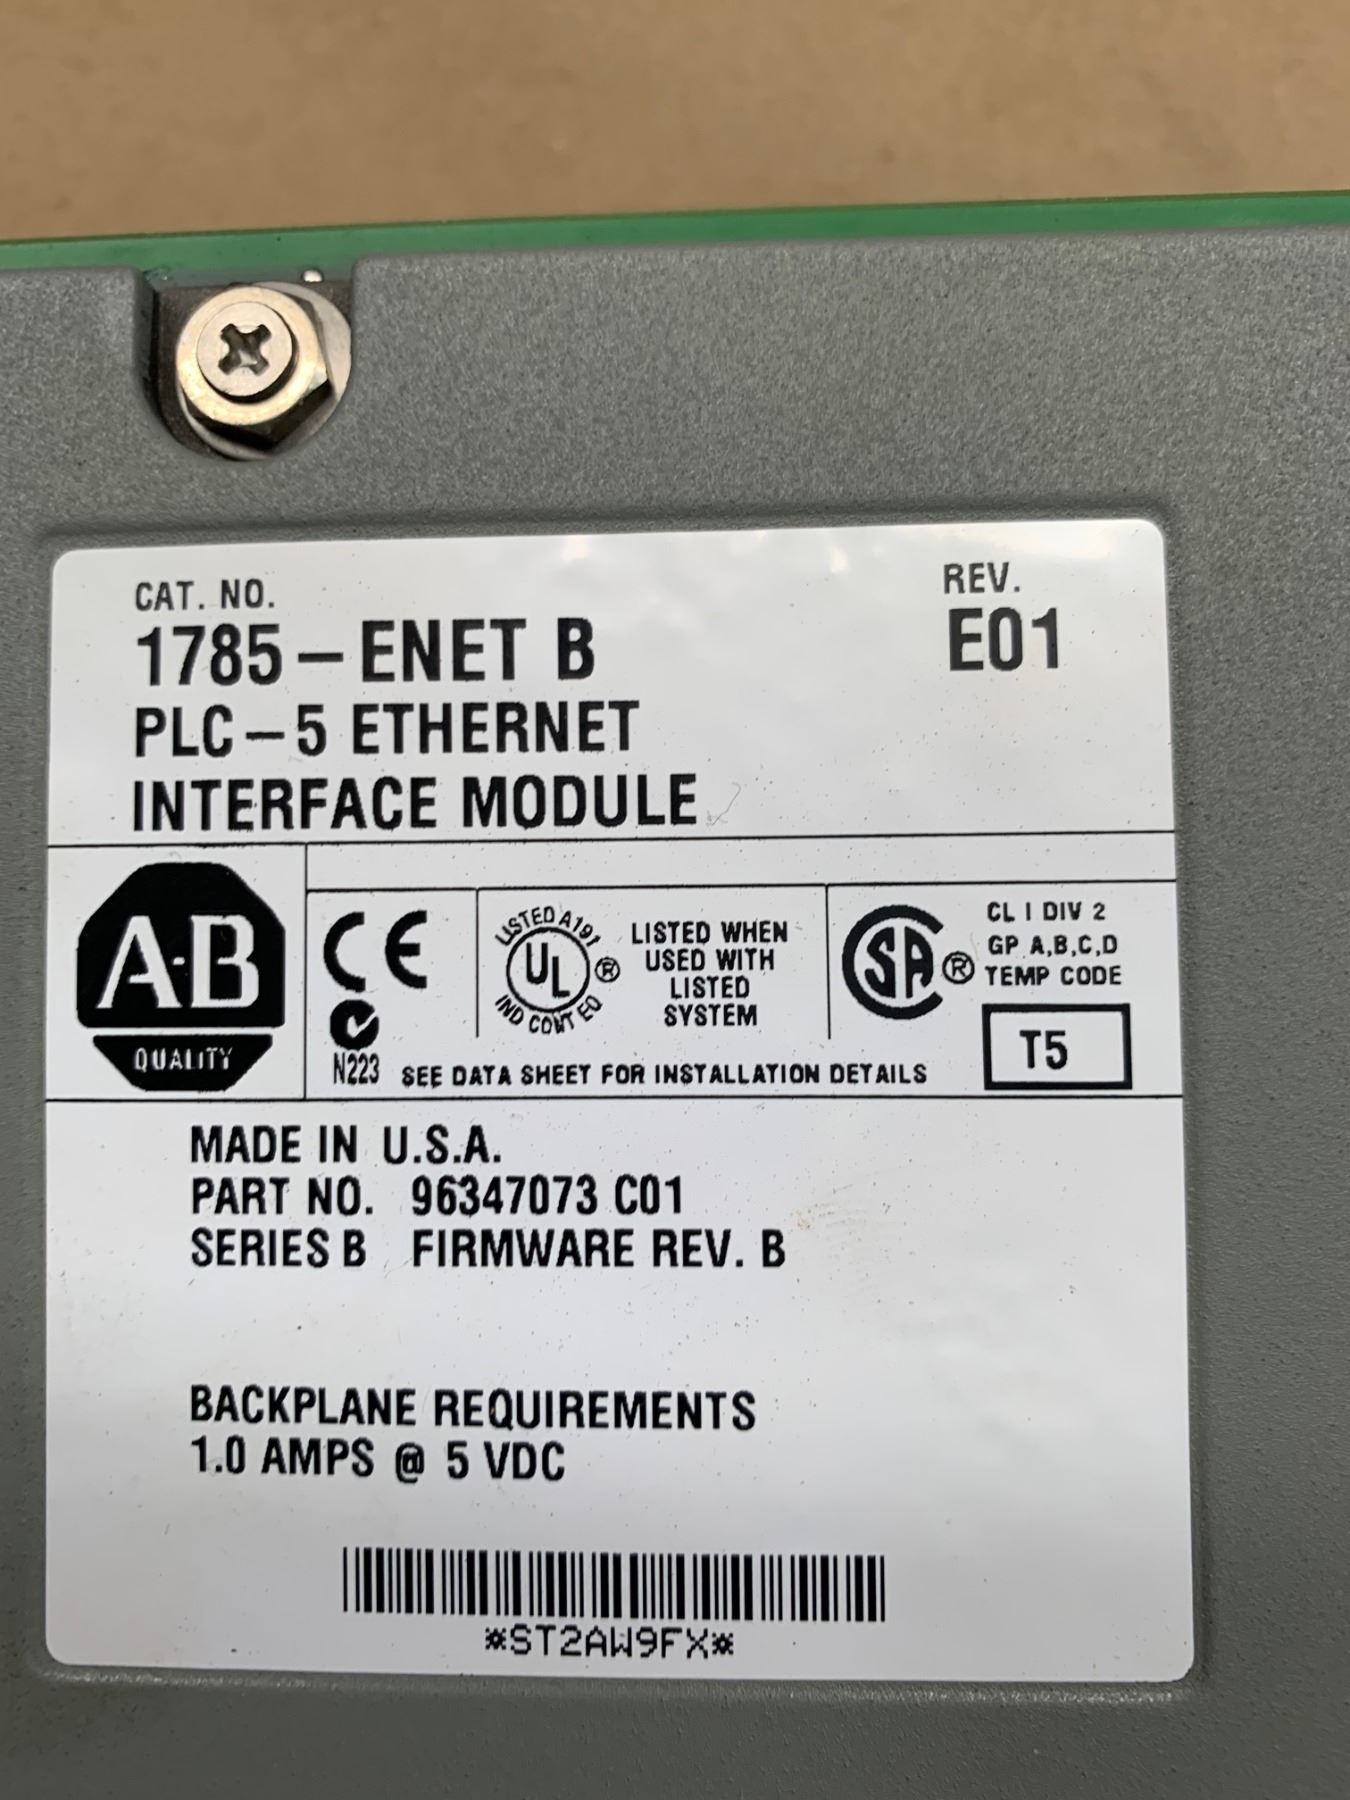 CAT. NO.
REV.
1785-ENET B
E01
PLC-5 ETHERNET
INTERFACE MODULE
A-B
QUALITY
CE
N223
LISTED A191
UL ®
IND CONT EQ
LISTED WHEN
USED WITH
LISTED
SYSTEM
SA ®
CL I DIV 2
GP A,B,C,D
TEMP CODE
T5
SEE DATA SHEET FOR INSTALLATION DETAILS
MADE IN U.S.A.
PART NO. 96347073 C01
SERIES B FIRMWARE REV. B
BACKPLANE REQUIREMENTS
1.0 AMPS @ 5 VDC
*ST2AW9FX*